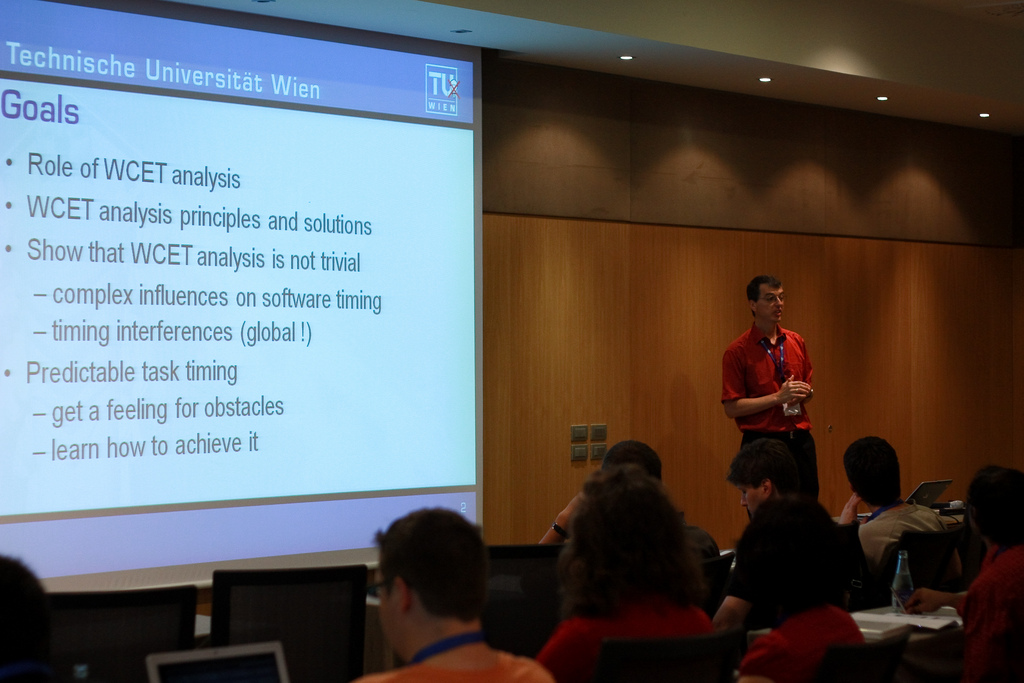 Technische Universität Wien
TU
WIEN
Goals
• Role of WCET analysis
• WCET analysis principles and solutions
• Show that WCET analysis is not trivial
– complex influences on software timing
– timing interferences (global !)
• Predictable task timing
– get a feeling for obstacles
– learn how to achieve it
2